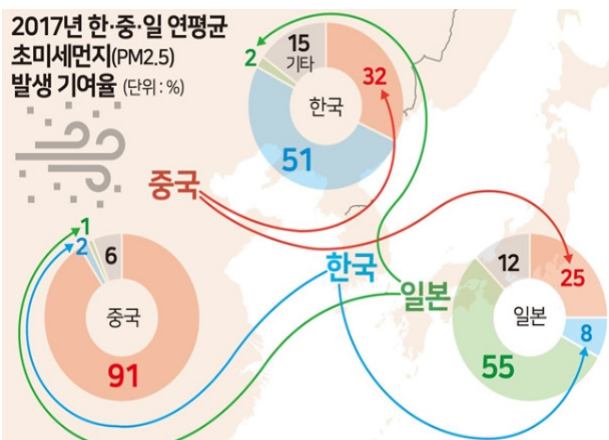 2017년 한·중·일 연평균
초미세먼지(PM2.5)
발생 기여율 (단위 : %)
15
기타
2
32
한국
51
중국
1
2
6
중국
91
한국
일본
12
25
일본
8
55